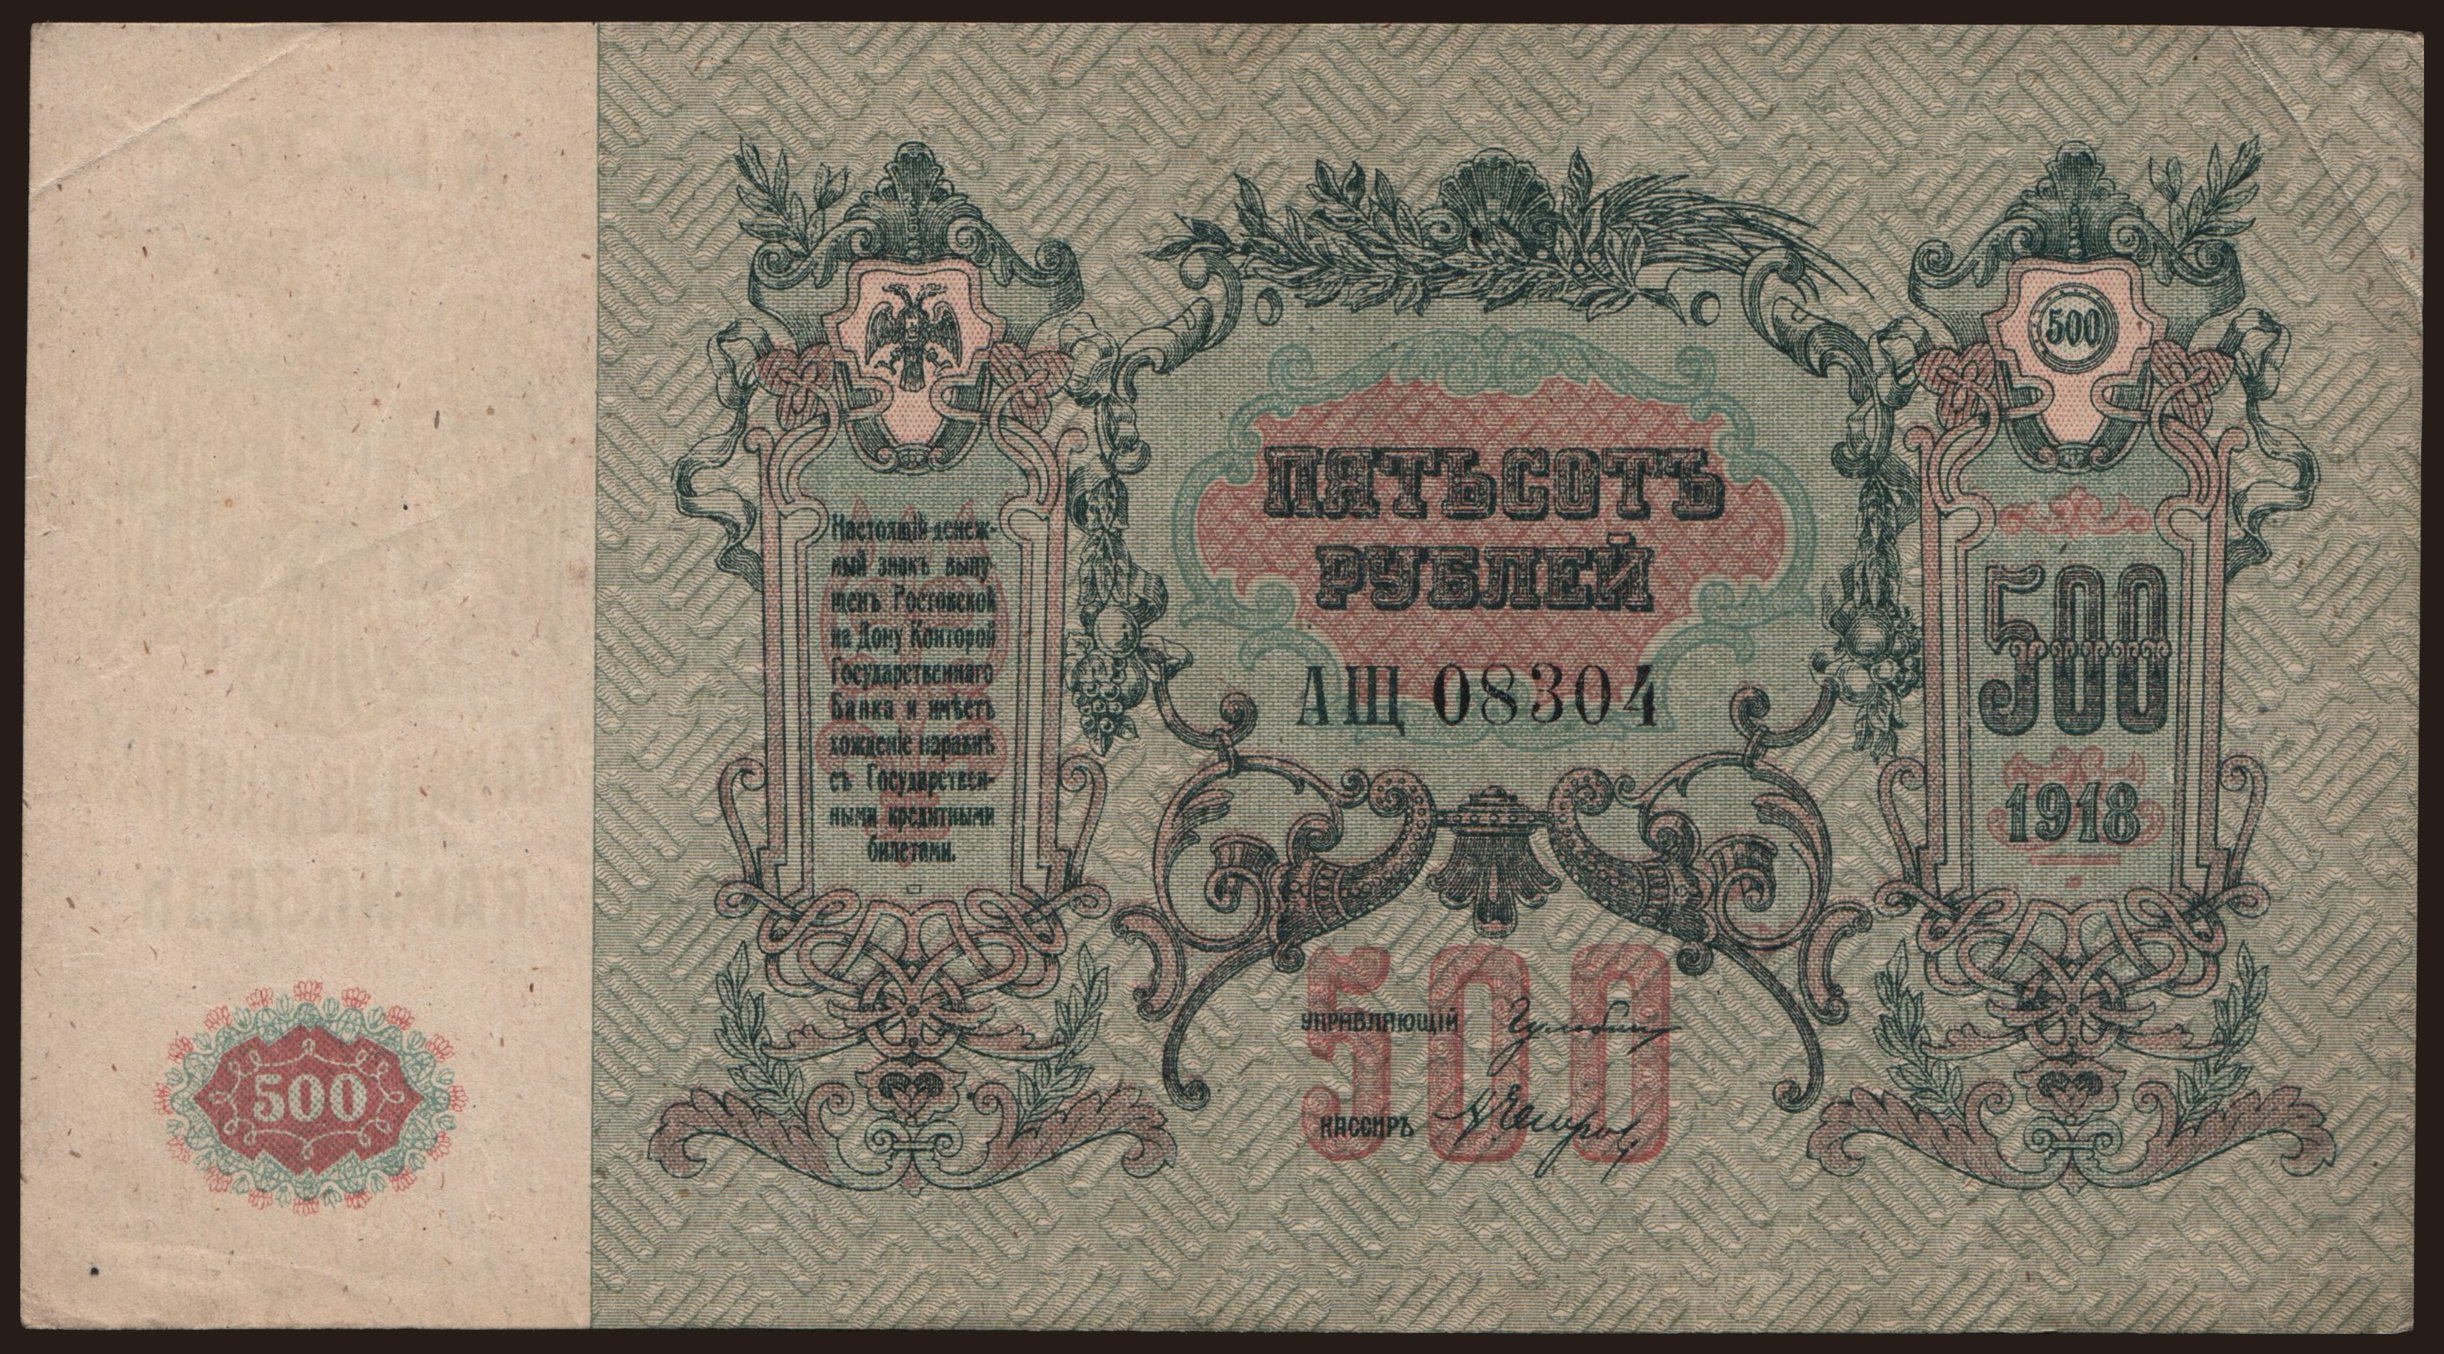 500
Настоящій денеж-
ный знакъ выпу-
щенъ Ростовской
на Дону Конторой
Государственнаго
Банка и имѣетъ
хожденіе наравнѣ
съ Государствен-
ными кредитными
билетами.
ПЯТЬСОТЪ
РУБЛЕЙ
АЩ 08304
500
УПРАВЛЯЮЩІЙ
КАССИРЪ
500
500
1918